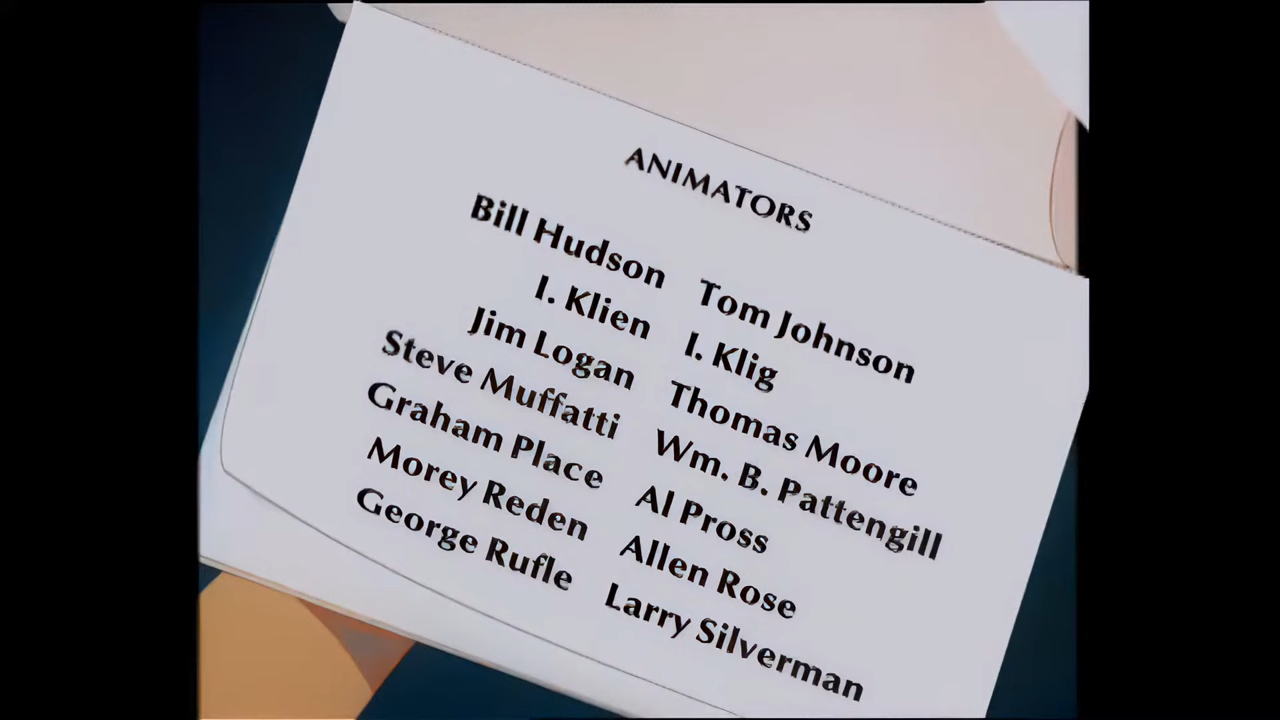 ANIMATORS
Bill Hudson Tom Johnson
I. Klien I. Klig
Jim Logan Thomas Moore
Steve Muffatti Wm. B. Pattengill
Graham Place Al Pross
Morey Reden Allen Rose
George Rufle Larry Silverman